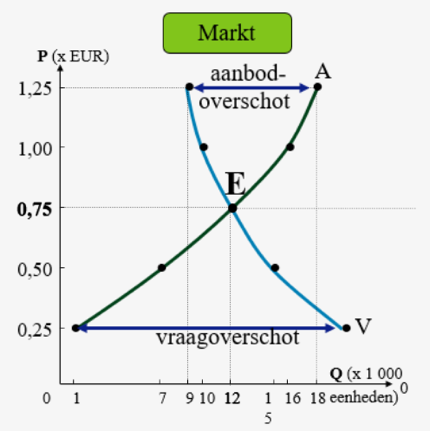 Markt
P (x EUR)
aanbod-
overschot
A
1,25
1,00
E
0,75
0,50
0,25
V
vraagoverschot
Q (x 1 000
eenheden)
0
0 1 7 9 10 12 1
5
16 18